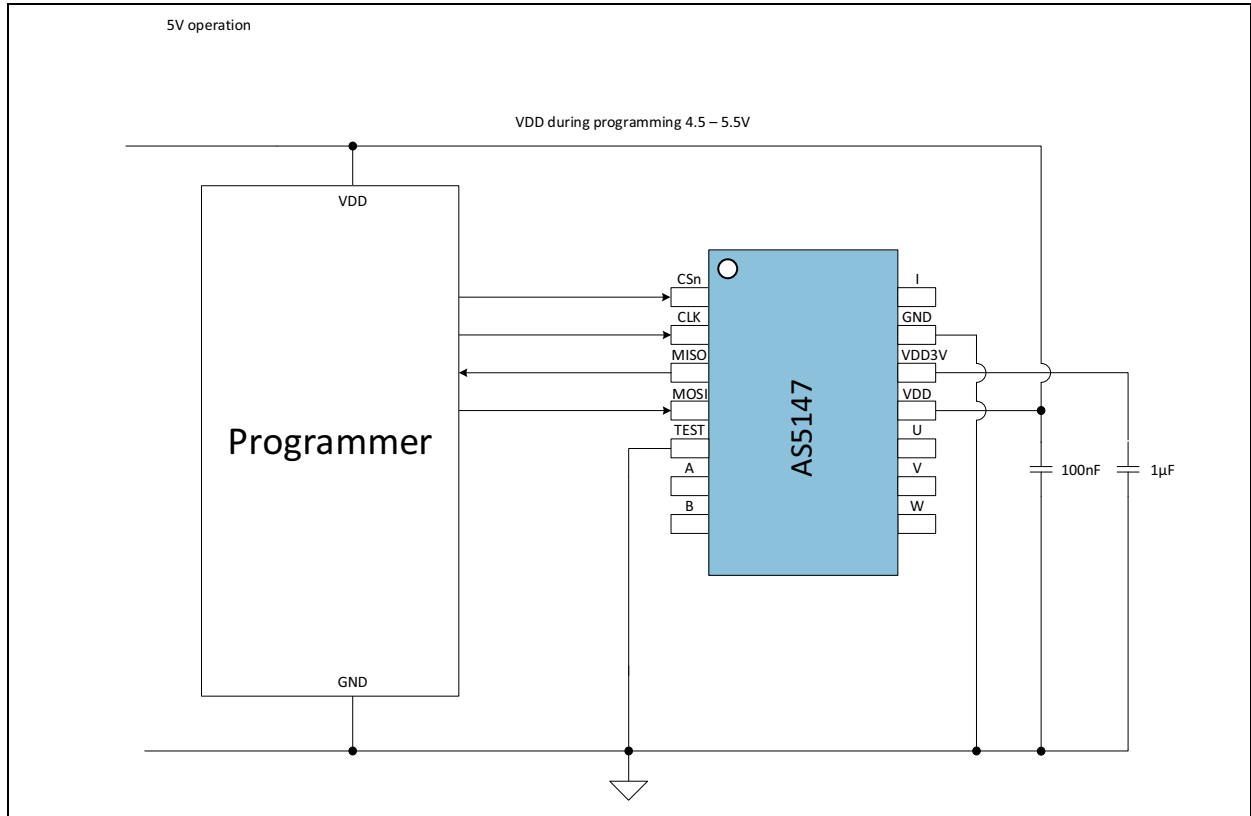 5V operation
VDD during programming 4.5 – 5.5V
VDD
CSn
I
CLK
GND
MISO
VDD3V
MOSI
VDD
TEST
U
A
V
B
W
Programmer
AS5147
100nF
1µF
GND